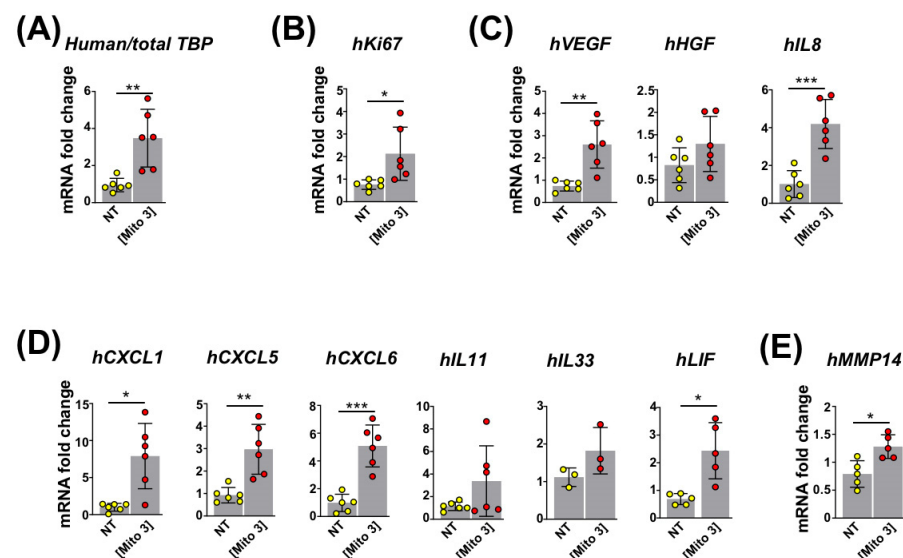 (A)
Human/total TBP
mRNA fold change
6
4
2
0
**
NT
[Mito 3]
(B)
hKi67
5
4
3
2
1
0
*
NT
[Mito 3]
(C)
hVEGF
mRNA fold change
5
4
3
2
1
0
**
NT
[Mito 3]
hHGF
2.5
2.0
1.5
1.0
0.5
0.0
NT
[Mito 3]
hIL8
6
4
2
0
***
NT
[Mito 3]
(D)
hCXCL1
mRNA fold change
15
10
5
0
*
NT
[Mito 3]
hCXCL5
5
4
3
2
1
0
**
NT
[Mito 3]
hCXCL6
8
6
4
2
0
***
NT
[Mito 3]
hIL11
10
8
6
4
2
0
NT
[Mito 3]
hIL33
3
2
1
0
NT
[Mito 3]
hLIF
4
3
2
1
0
*
NT
[Mito 3]
(E)
hMMP14
mRNA fold change
1.5
1.0
0.5
0.0
*
NT
[Mito 3]